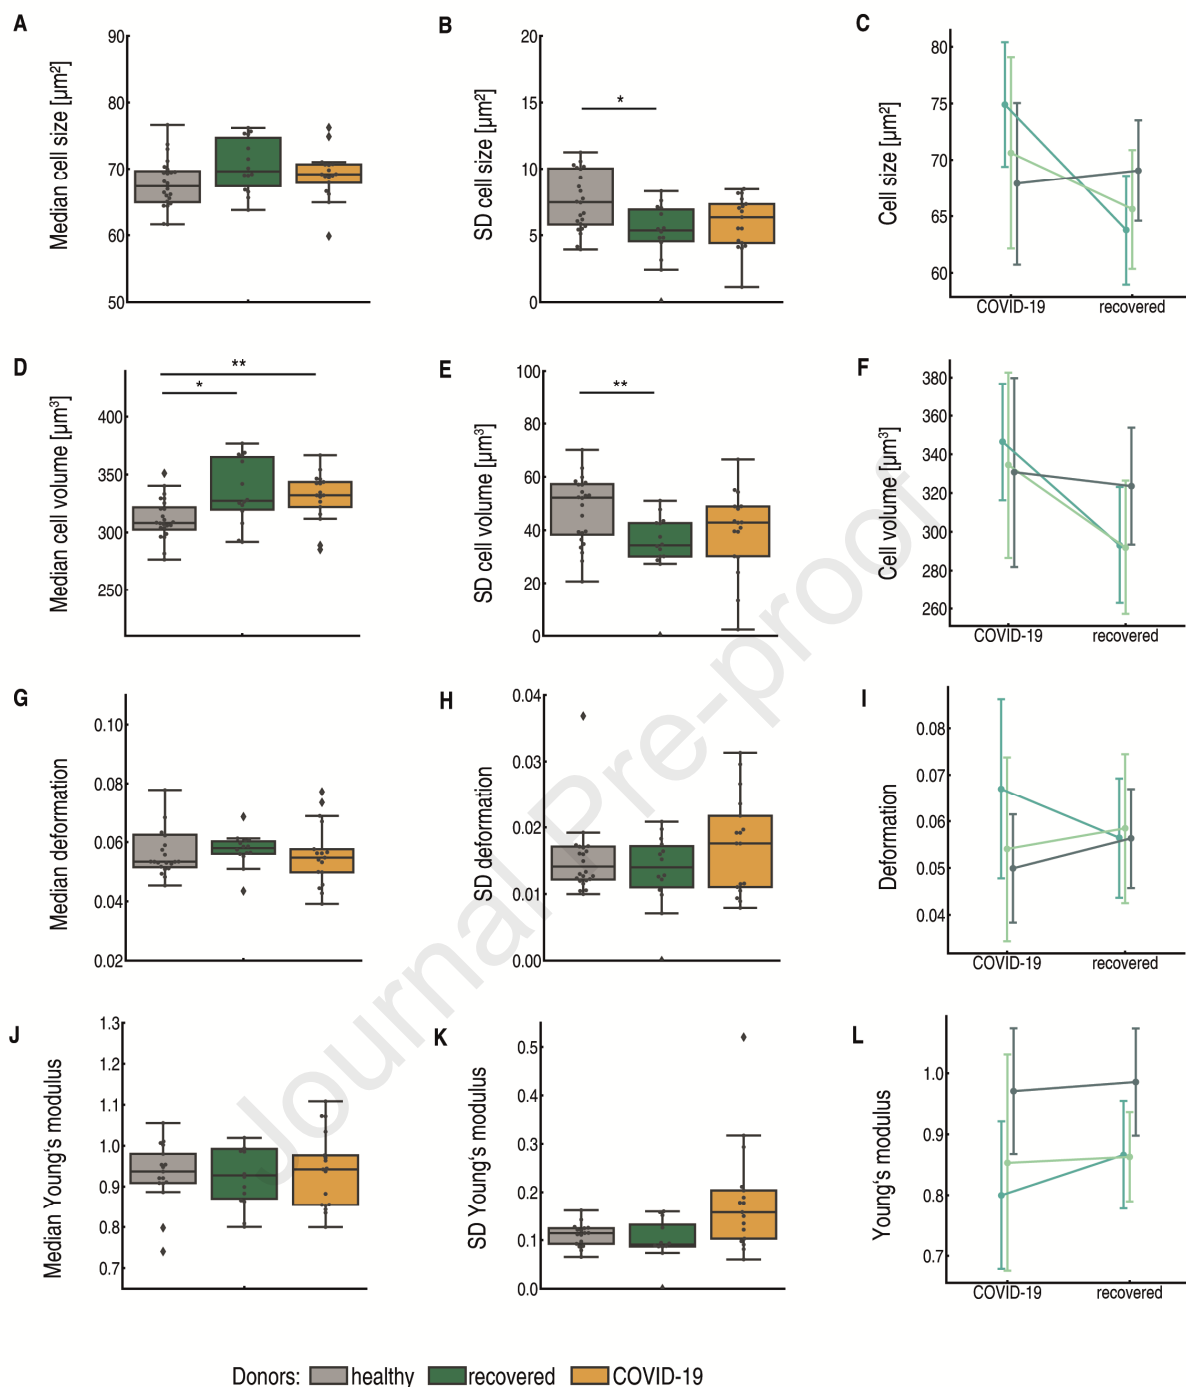 A
Median cell size [µm²]
90
80
70
60
50
B
SD cell size [µm²]
20
15
10
5
0
*
C
Cell size [µm²]
80
75
70
65
60
COVID-19 recovered
D
Median cell volume [µm³]
400
350
300
250
**
*
E
SD cell volume [µm³]
100
80
60
40
20
0
**
F
Cell volume [µm³]
380
360
340
320
300
280
260
COVID-19 recovered
G
Median deformation
0.10
0.08
0.06
0.04
0.02
H
SD deformation
0.04
0.03
0.02
0.01
0.00
I
Deformation
0.08
0.07
0.06
0.05
0.04
COVID-19 recovered
J
Median Young‘s modulus
1.3
1.2
1.1
1.0
0.9
0.8
0.7
K
SD Young‘s modulus
0.5
0.4
0.3
0.2
0.1
0.0
L
Young‘s modulus
1.0
0.9
0.8
0.7
COVID-19 recovered
Donors: healthy recovered COVID-19
Journal Pre-proof